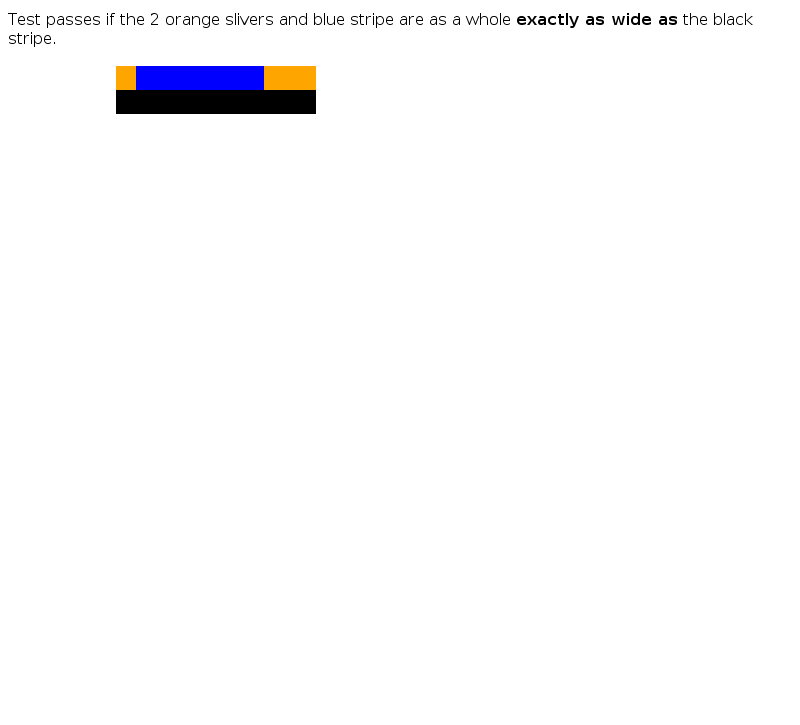 Test passes if the 2 orange slivers and blue stripe are as a whole exactly as wide as the black
stripe.